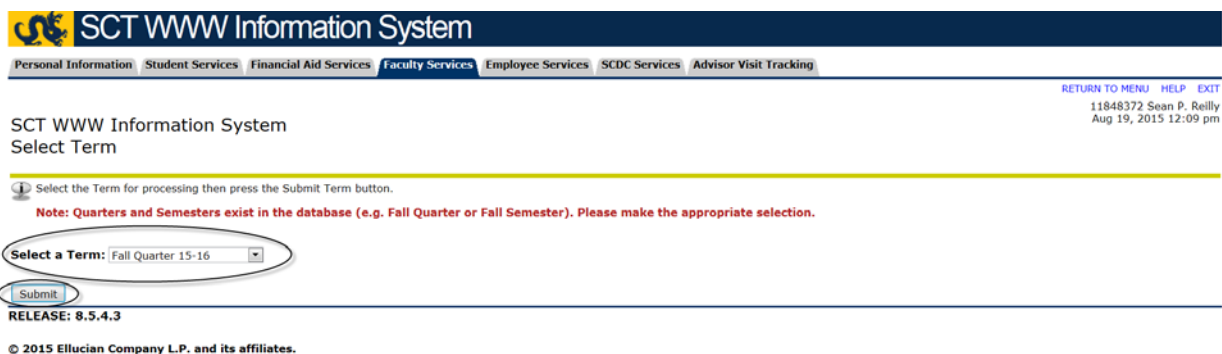 SCT WWW Information System
Personal Information Student Services Financial Aid Services Faculty Services Employee Services SCDC Services Advisor Visit Tracking
RETURN TO MENU HELP EXIT
11848372 Sean P. Reilly
Aug 19, 2015 12:09 pm
SCT WWW Information System
Select Term
Select the Term for processing then press the Submit Term button.
Note: Quarters and Semesters exist in the database (e.g. Fall Quarter or Fall Semester). Please make the appropriate selection.
Select a Term: Fall Quarter 15-16
Submit
RELEASE: 8.5.4.3
© 2015 Ellucian Company L.P. and its affiliates.